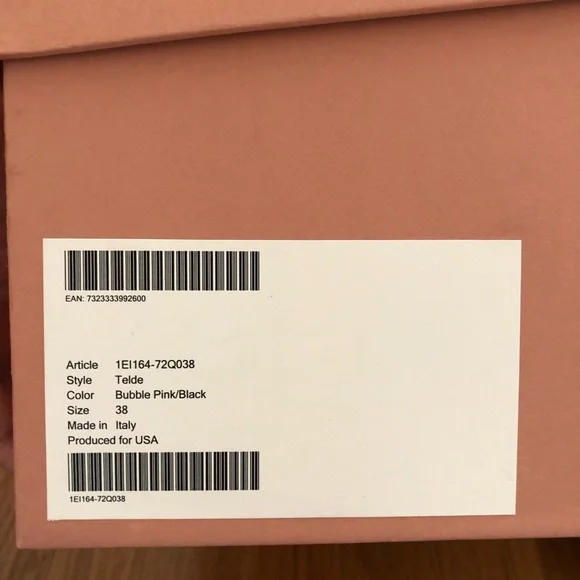 EAN: 7323333992600
Article 1EI164-72Q038
Style Telde
Color Bubble Pink/Black
Size 38
Made in Italy
Produced for USA
1EI164-72Q038